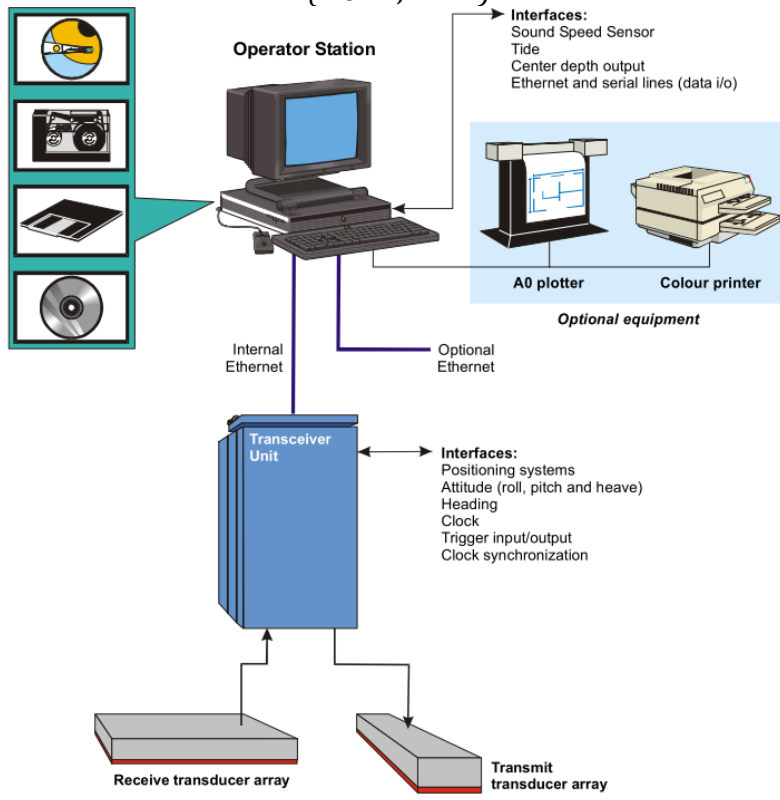 Operator Station
Interfaces:
Sound Speed Sensor
Tide
Center depth output
Ethernet and serial lines (data i/o)
A0 plotter
Colour printer
Optional equipment
Internal
Ethernet
Optional
Ethernet
Transceiver
Unit
Interfaces:
Positioning systems
Attitude (roll, pitch and heave)
Heading
Clock
Trigger input/output
Clock synchronization
Receive transducer array
Transmit
transducer array